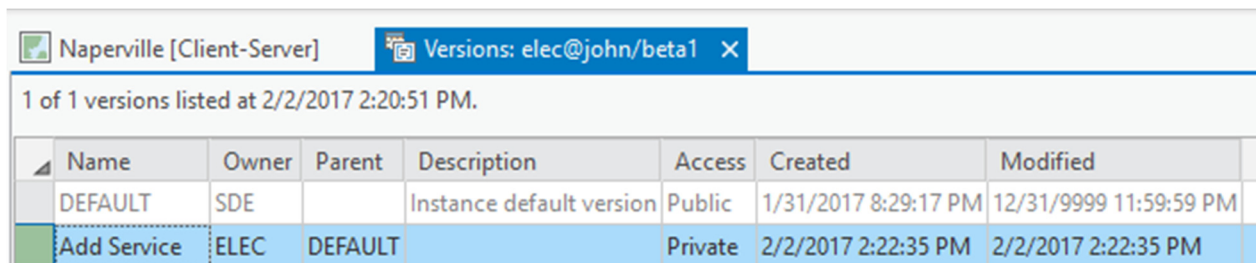 Naperville [Client-Server] Versions: elec@john/beta1
1 of 1 versions listed at 2/2/2017 2:20:51 PM.
Name Owner Parent Description Access Created Modified
DEFAULT SDE Instance default version Public 1/31/2017 8:29:17 PM 12/31/9999 11:59:59 PM
Add Service ELEC DEFAULT Private 2/2/2017 2:22:35 PM 2/2/2017 2:22:35 PM